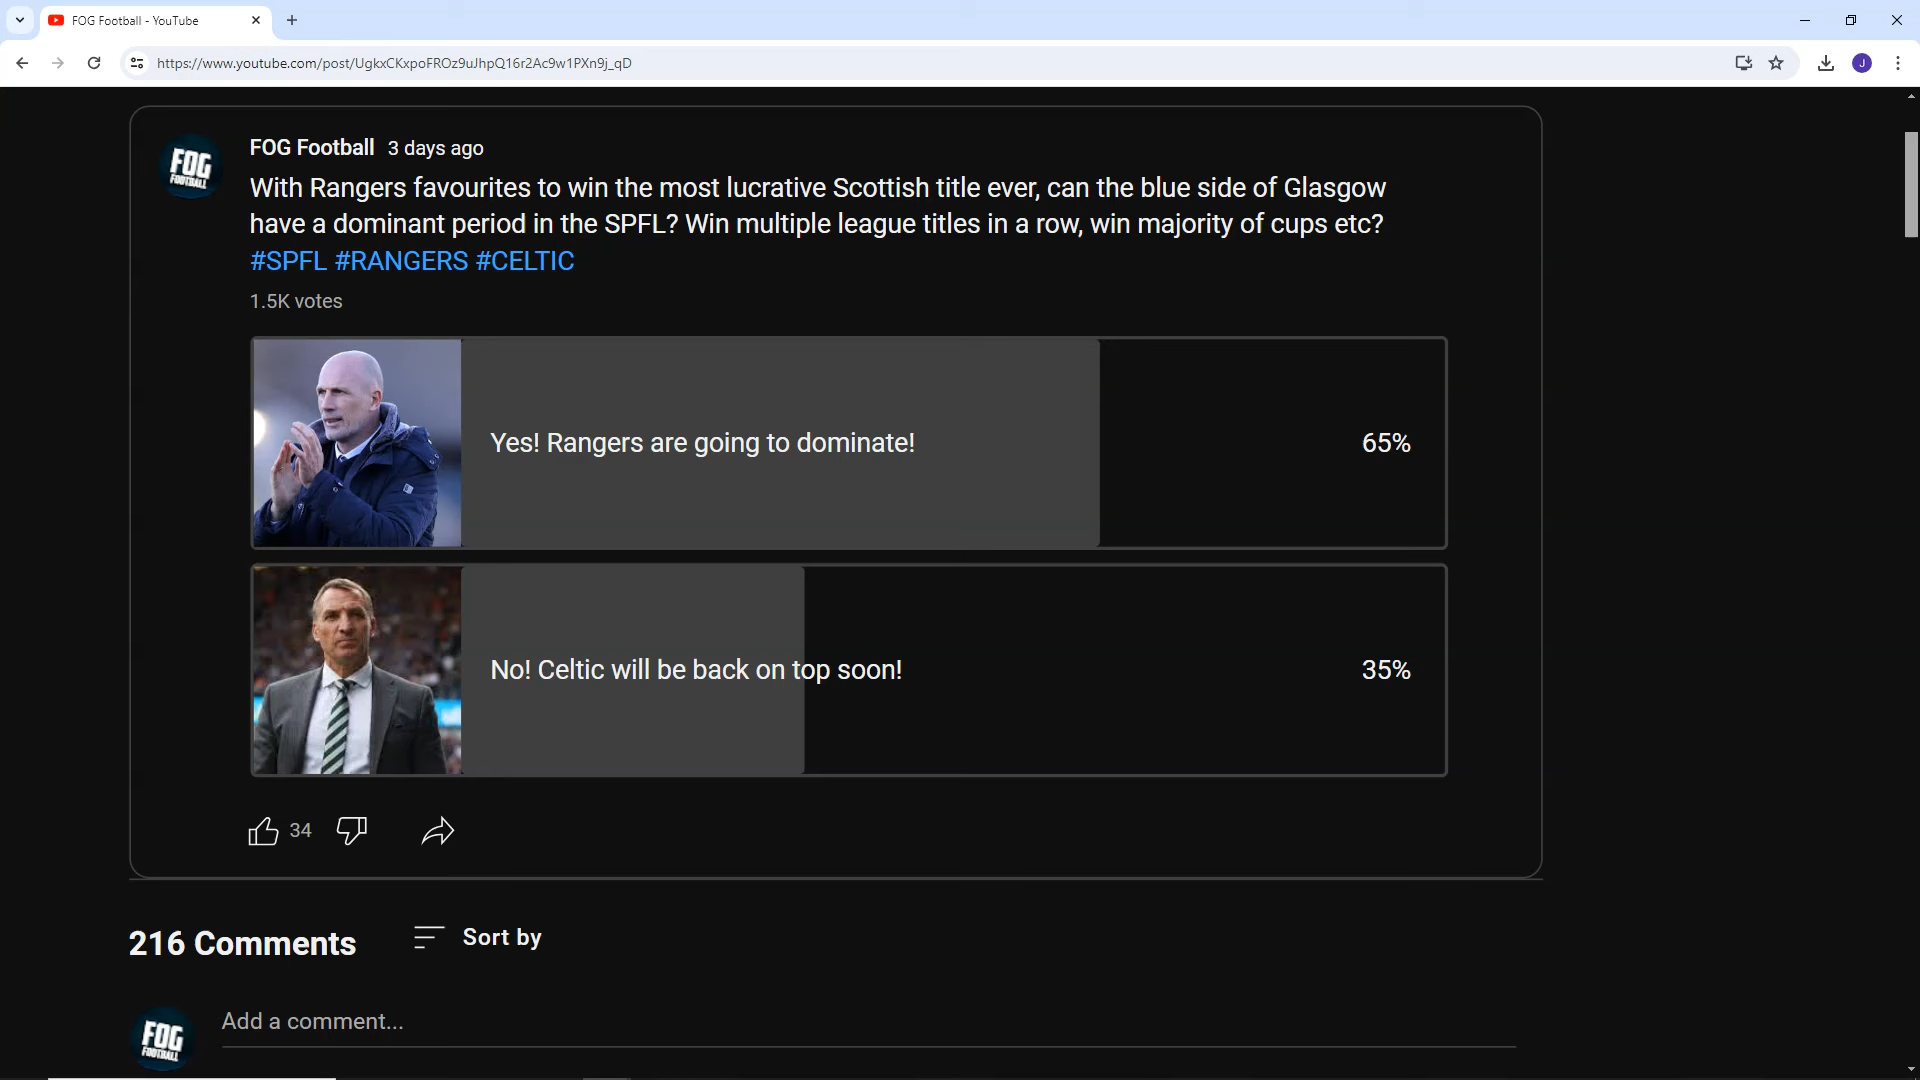 FOG Football - YouTube
https://www.youtube.com/post/UgkxCKxpoFROz9uJhpQ16r2Ac9w1PXn9j_qD
J
FOG
FOOTBALL
FOG Football 3 days ago
With Rangers favourites to win the most lucrative Scottish title ever, can the blue side of Glasgow
have a dominant period in the SPFL? Win multiple league titles in a row, win majority of cups etc?
#SPFL #RANGERS #CELTIC
1.5K votes
Yes! Rangers are going to dominate! 65%
No! Celtic will be back on top soon! 35%
34
216 Comments Sort by
FOG
FOOTBALL
Add a comment...